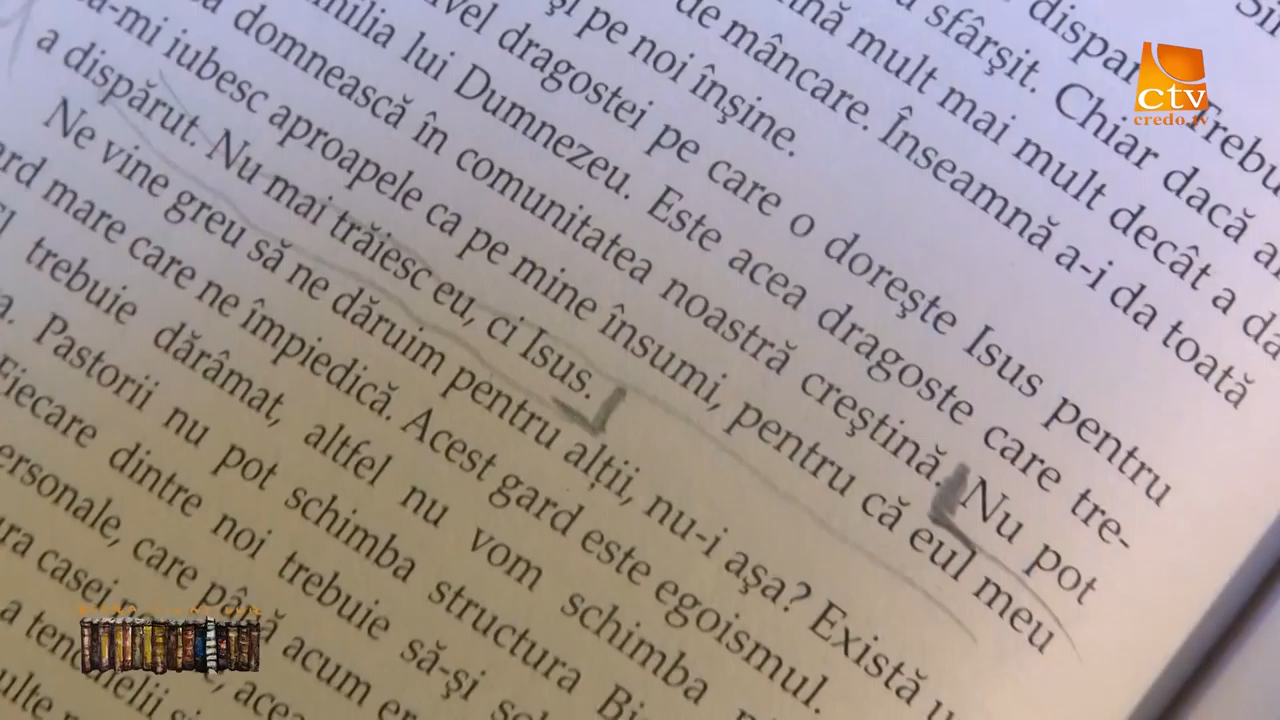 dispar Trebu
sfârşit. Chiar dacă
mult mai mult decât a da
de mâncare. Înseamnă a-i da toată
şi pe noi înşine.
dragostei pe care o doreşte Isus pentru
lui Dumnezeu. Este acea dragoste care tre-
domnească în comunitatea noastră creştină. Nu pot
să-mi iubesc aproapele ca pe mine însumi, pentru că eul meu
a dispărut. Nu mai trăiesc eu, ci Isus.
Ne vine greu să ne dăruim pentru alţii, nu-i aşa? Există
mare care ne împiedică. Acest gard este egoismul.
trebuie dărâmat, altfel nu vom schimba
Pastorii nu pot schimba structura
Fiecare dintre noi trebuie să-şi
care până acum
casei
ctv
credo.tv